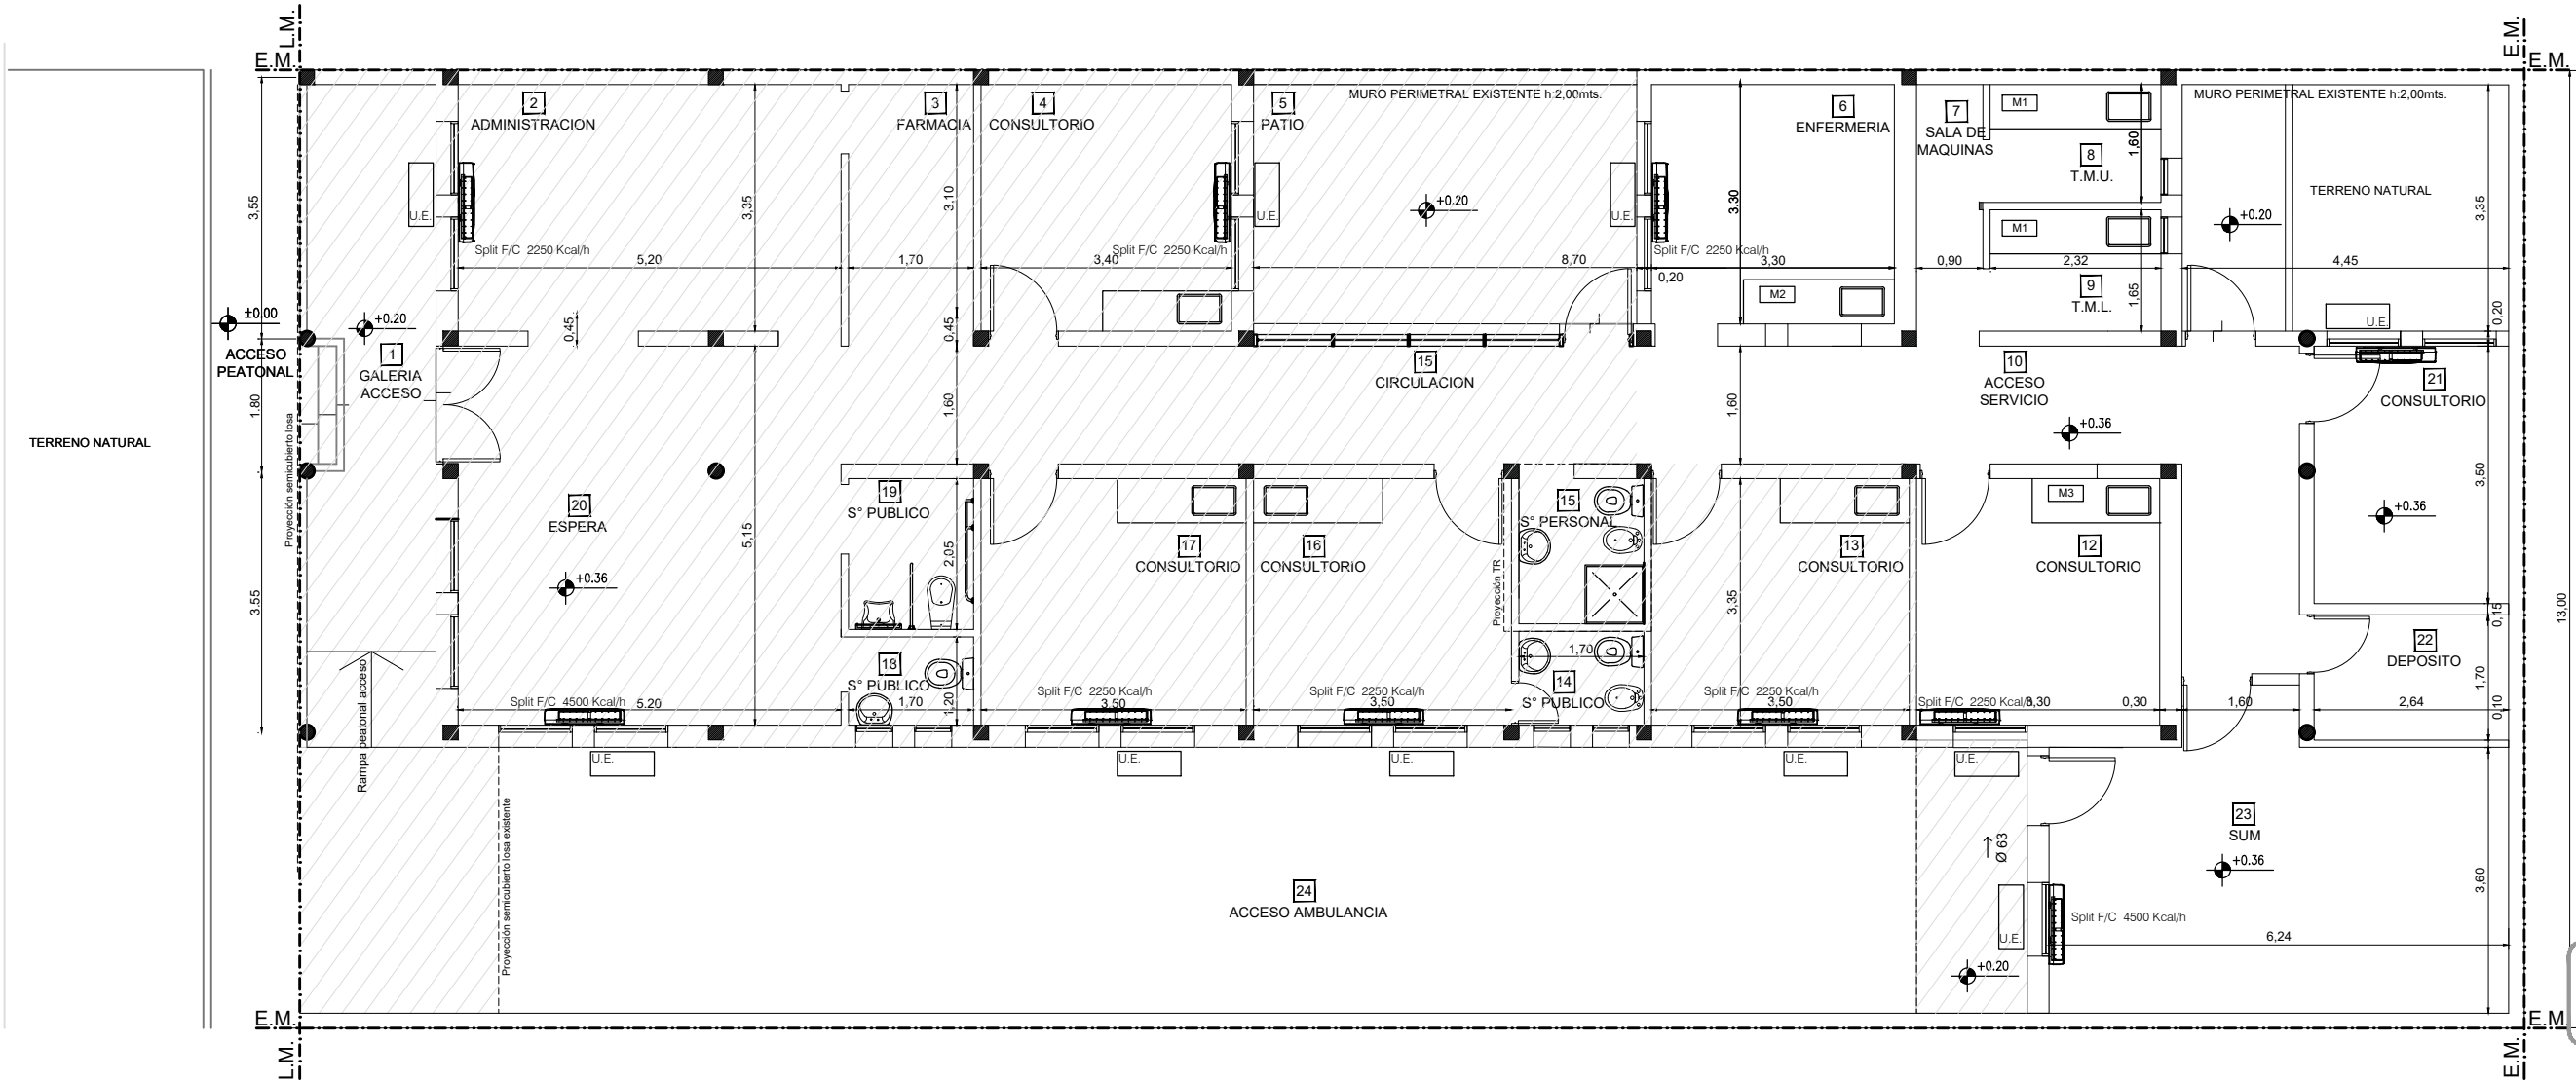 L.M.
E.M.
E.M.
E.M.
2
ADMINISTRACION
3
FARMACIA
4
CONSULTORIO
5
PATIO
MURO PERIMETRAL EXISTENTE h:2,00mts.
6
ENFERMERIA
7
SALA DE
MAQUINAS
M1
8
T.M.U.
1,60
MURO PERIMETRAL EXISTENTE h:2,00mts.
TERRENO NATURAL
3,55
3,35
3,10
3.30
3,35
U.E.
U.E.
U.E.
+0.20
+0.20
M1
Split F/C 2250 Kcal/h
Split F/C 2250 Kcal/h
Split F/C 2250 Kcal/h
5,20
1,70
3,40
8,70
0,20
3,30
0,90
2,32
4,45
M2
9
T.M.L.
1,65
U.E.
0,20
±0.00
ACCESO
PEATONAL
+0.20
1
GALERIA
ACCESO
0,45
0,45
15
CIRCULACION
10
ACCESO
SERVICIO
21
CONSULTORIO
1.80
1,60
1,60
+0.36
TERRENO NATURAL
Proyección semicubierto losa
20
ESPERA
+0.36
5,15
19
S° PUBLICO
2,05
17
CONSULTORIO
16
CONSULTORIO
15
S° PERSONAL
Proyección TR
13
CONSULTORIO
M3
12
CONSULTORIO
3,50
+0.36
3.55
3,35
0,15
13,00
22
DEPOSITO
1,70
0,10
18
S° PUBLICO
1,70
1,20
1,70
14
S° PUBLICO
Split F/C 4500 Kcal/h
5.20
Split F/C 2250 Kcal/h
3,50
Split F/C 2250 Kcal/h
3,50
Split F/C 2250 Kcal/h
3,50
Split F/C 2250 Kcal/h
3,30
0,30
1,60
2,64
Rampa peatonal acceso
U.E.
U.E.
U.E.
U.E.
U.E.
Proyección semicubierto losa existente
24
ACCESO AMBULANCIA
Ø 63
23
SUM
+0.36
3,60
U.E.
Split F/C 4500 Kcal/h
6,24
+0.20
E.M.
L.M.
E.M.
E.M.